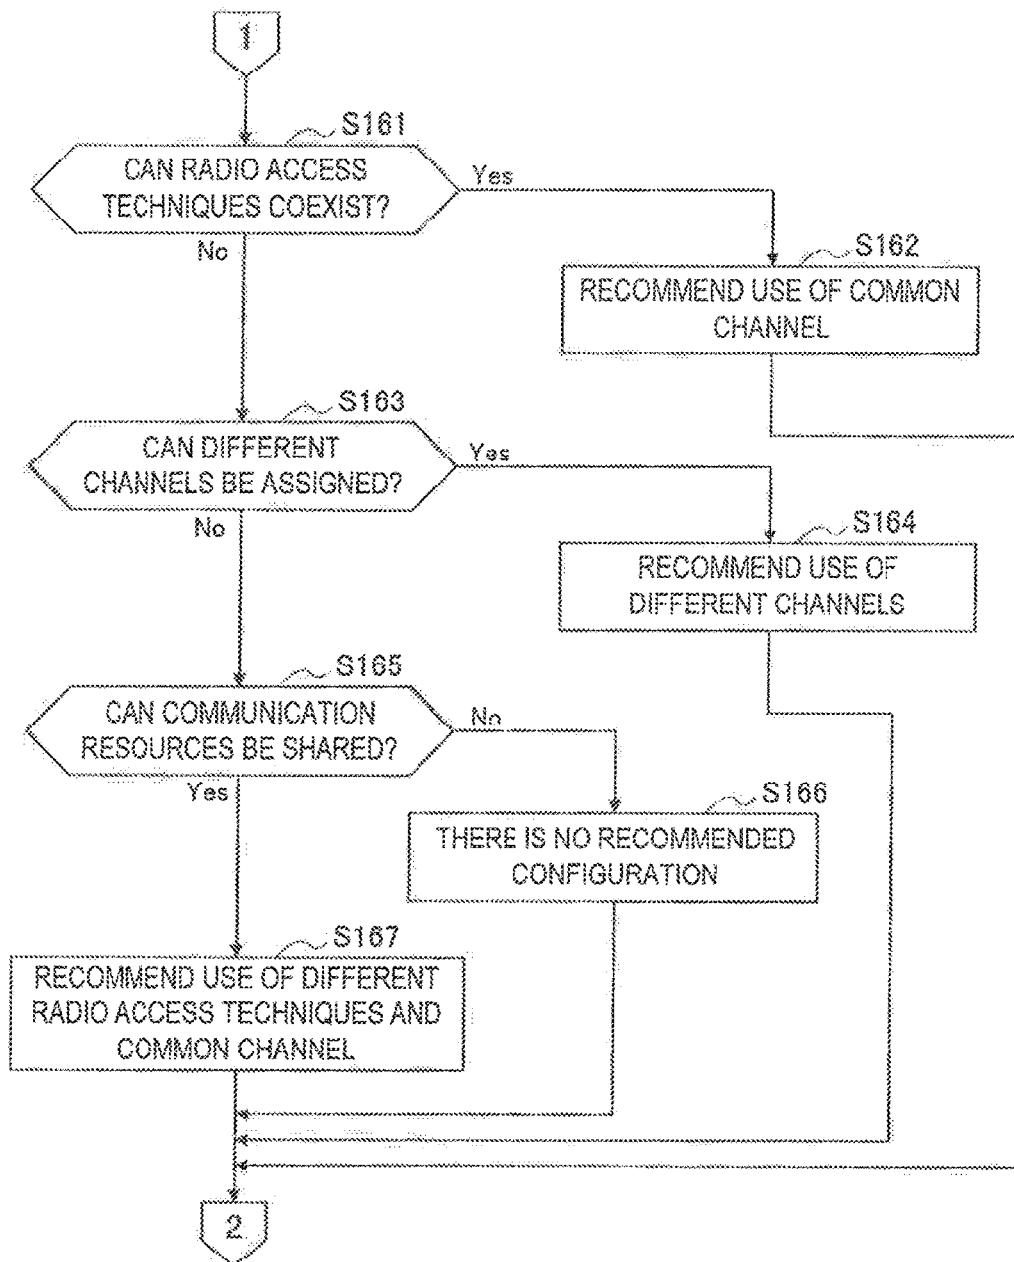 1
S161
CAN RADIO ACCESS
TECHNIQUES COEXIST?
Yes
No
S162
RECOMMEND USE OF COMMON
CHANNEL
S163
CAN DIFFERENT
CHANNELS BE ASSIGNED?
Yes
No
S164
RECOMMEND USE OF
DIFFERENT CHANNELS
S165
CAN COMMUNICATION
RESOURCES BE SHARED?
No
Yes
S166
THERE IS NO RECOMMENDED
CONFIGURATION
S167
RECOMMEND USE OF DIFFERENT
RADIO ACCESS TECHNIQUES AND
COMMON CHANNEL
2